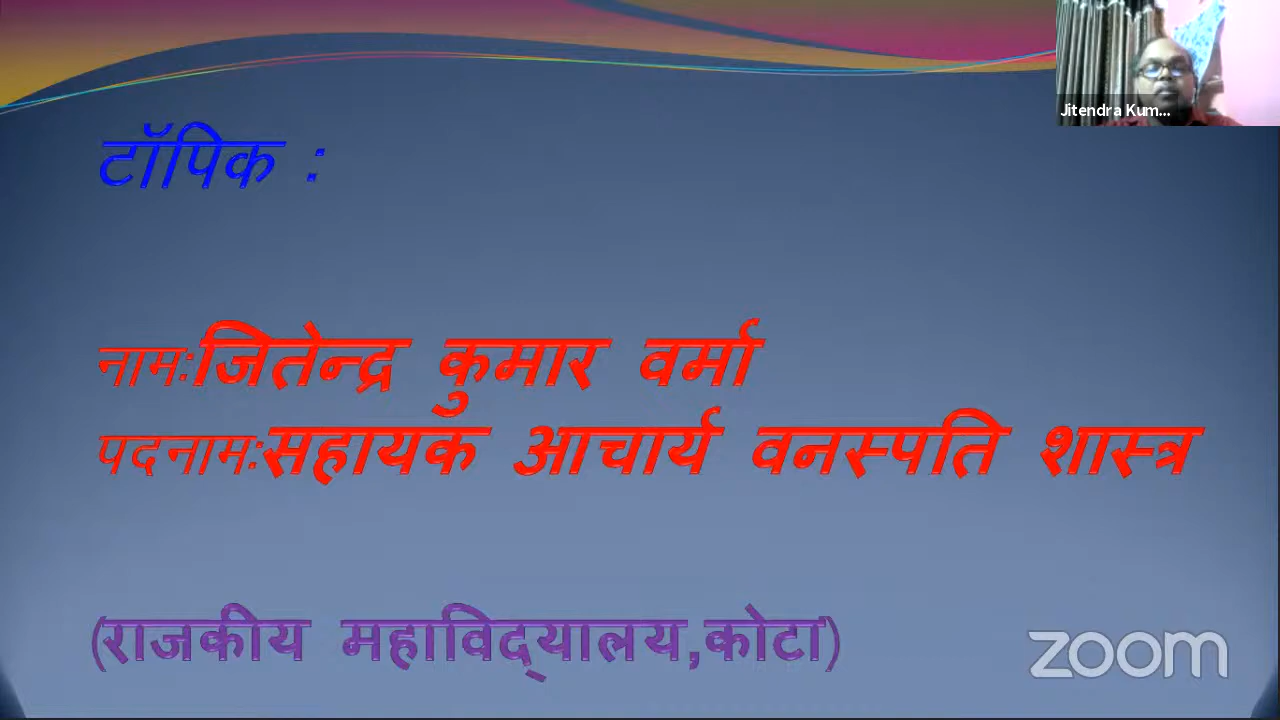 Jitendra Kum...
टॉपिक :
नामःजितेन्द्र कुमार वर्मा
पदनामःसहायक आचार्य वनस्पति शास्त्र
(राजकीय महाविद्यालय,कोटा)
zoom